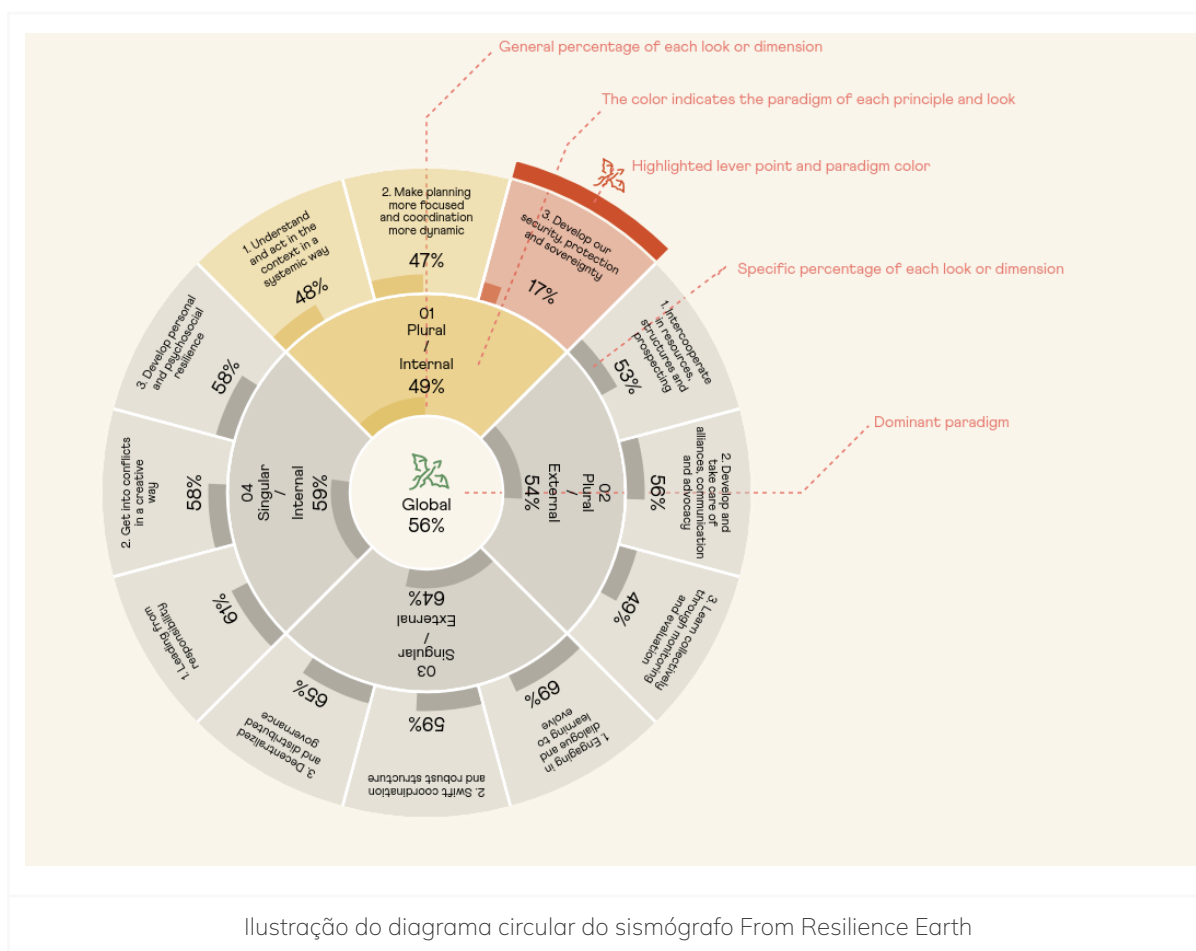 General percentage of each look or dimension
The color indicates the paradigm of each principle and look
Highlighted lever point and paradigm color
Specific percentage of each look or dimension
Dominant paradigm
Global
56%
01
Plural
/
Internal
49%
1. Understand
and act in the
context in a
systemic way
48%
2. Make planning
more focused
and coordination
more dynamic
47%
3. Develop our
security, protection
and sovereignty
17%
02
Plural
/
External
54%
1. Intercooperate
in resources,
structures and
prospecting
53%
2. Develop and
take care of
alliances, communication
and advocacy
56%
3. Learn collectively
through monitoring
and evaluation
49%
03
Singular
/
External
64%
1. Engaging in
dialogue and
learning to
evolve
69%
2. Swift coordination
and robust structure
59%
3. Decentralized
and distributed
governance
65%
04
Singular
/
Internal
59%
1. Leading from
responsibility
61%
2. Get into conflicts
in a creative
way
58%
3. Develop personal
and psychosocial
resilience
58%
Ilustração do diagrama circular do sismógrafo From Resilience Earth